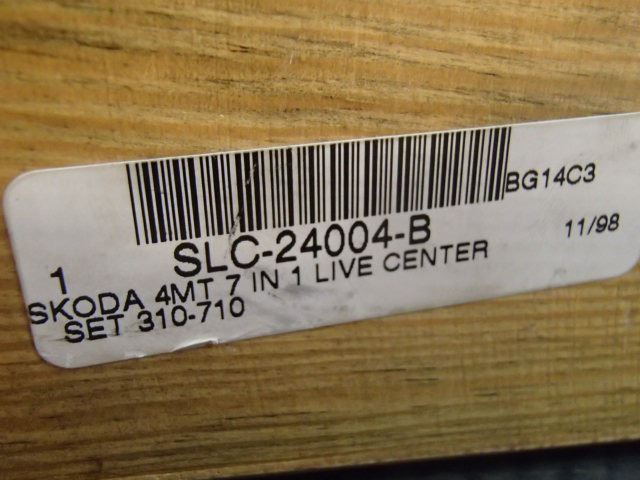 BG14C3
SLC-24004-B
11/98
1
SKODA 4MT 7 IN 1 LIVE CENTER
SET 310-710